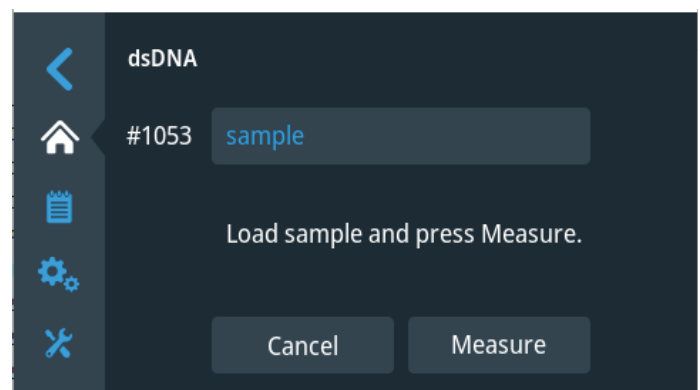 dsDNA
#1053 sample
Load sample and press Measure.
Cancel Measure